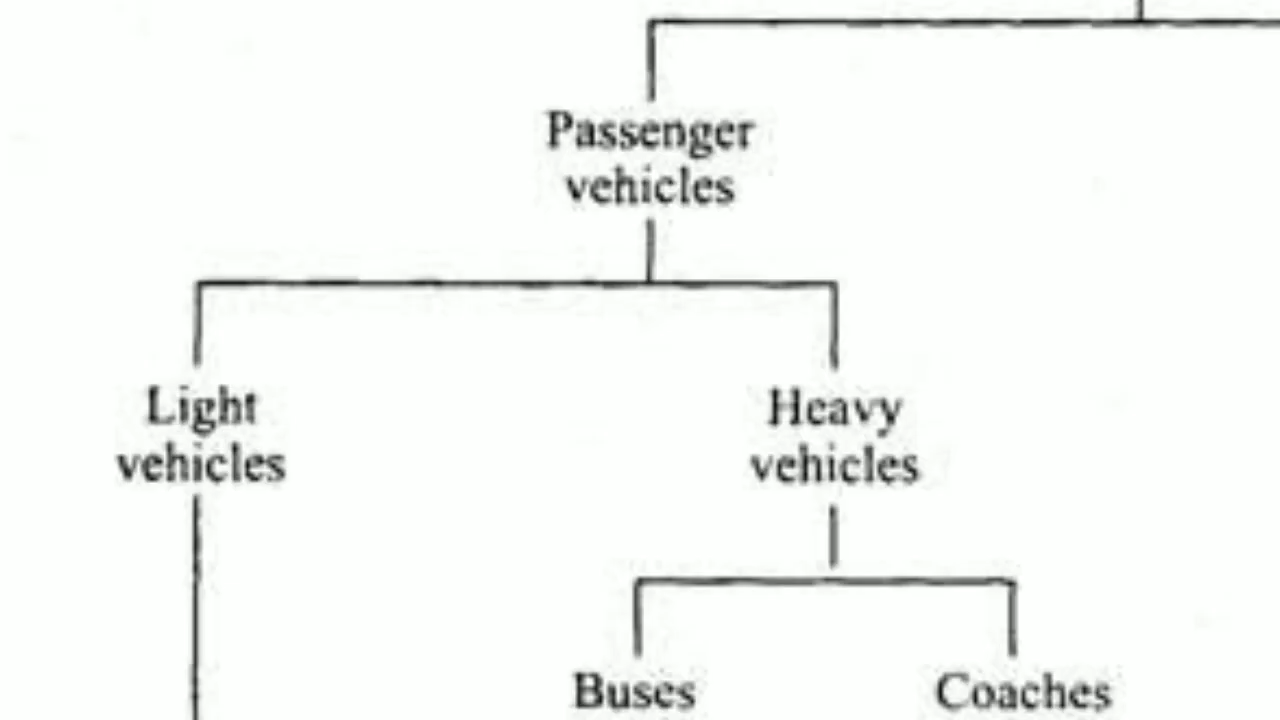 Passenger
vehicles
Light
vehicles
Heavy
vehicles
Buses
Coaches